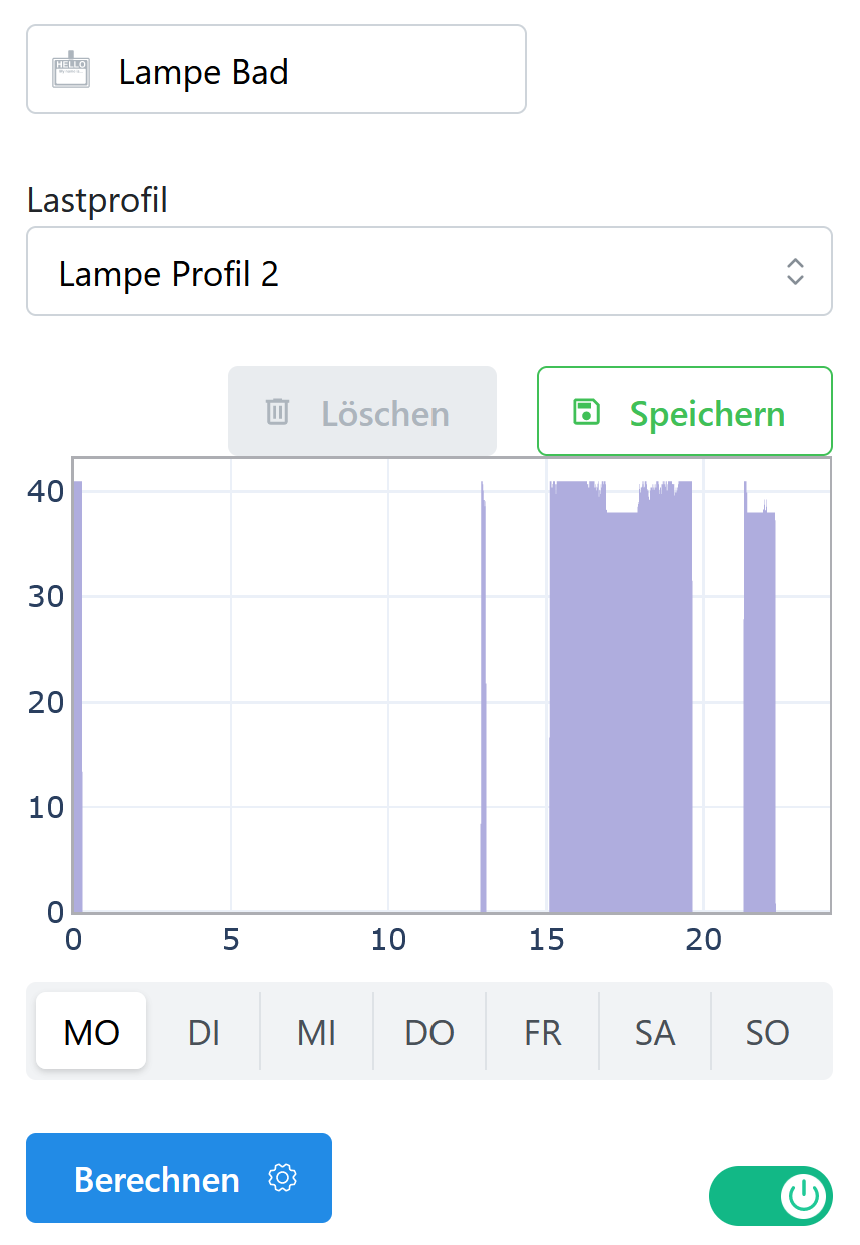 HELLO
Lampe Bad
Lastprofil
Lampe Profil 2
Löschen Speichern
40
30
20
10
0
0 5 10 15 20
MO DI MI DO FR SA SO
Berechnen